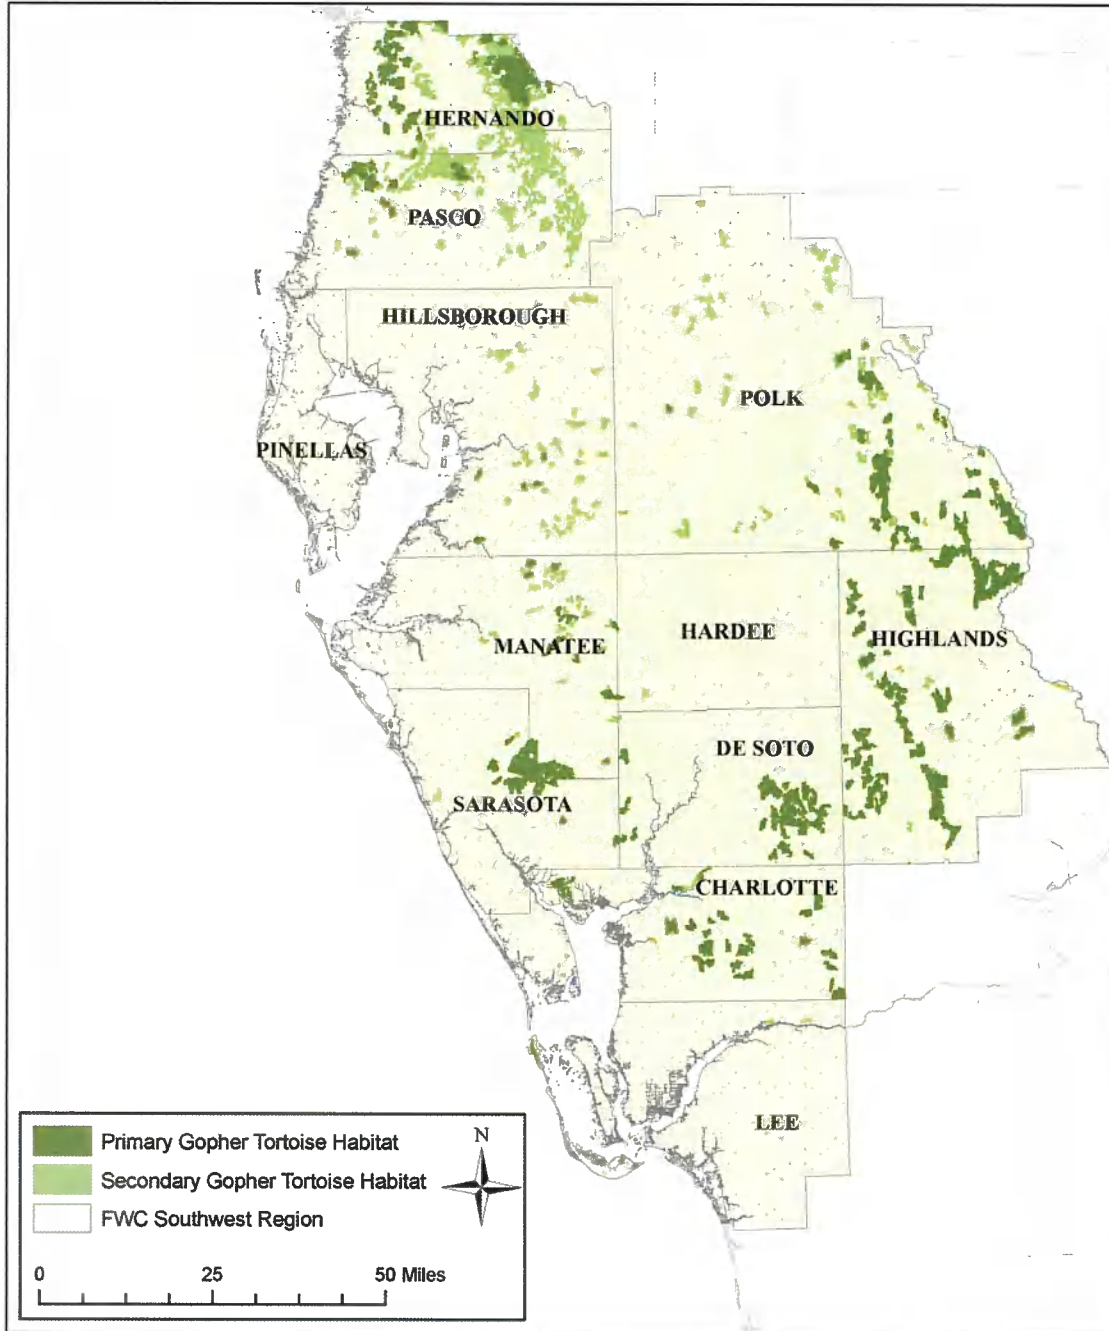 HERNANDO
PASCO
HILLSBOROUGH
POLK
PINELLAS
HARDEE
HIGHLANDS
MANATEE
DE SOTO
SARASOTA
CHARLOTTE
LEE
Primary Gopher Tortoise Habitat
Secondary Gopher Tortoise Habitat
FWC Southwest Region
N
0 25 50 Miles